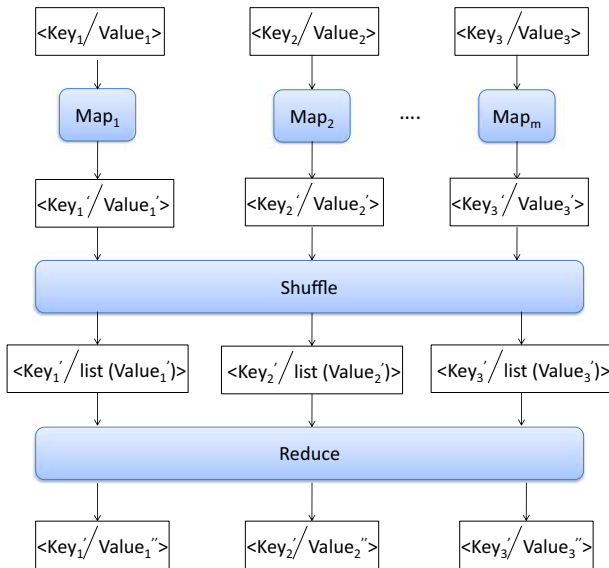 <Key₁/Value₁> <Key₂/Value₂> <Key₃/Value₃>
Map₁ Map₂ .... Mapₘ
<Key₁'/Value₁'> <Key₂'/Value₂'> <Key₃'/Value₃'>
Shuffle
<Key₁'/list (Value₁')> <Key₂'/list (Value₂')> <Key₃'/list (Value₃')>
Reduce
<Key₁'/Value₁''> <Key₂'/Value₂''> <Key₃'/Value₃''>